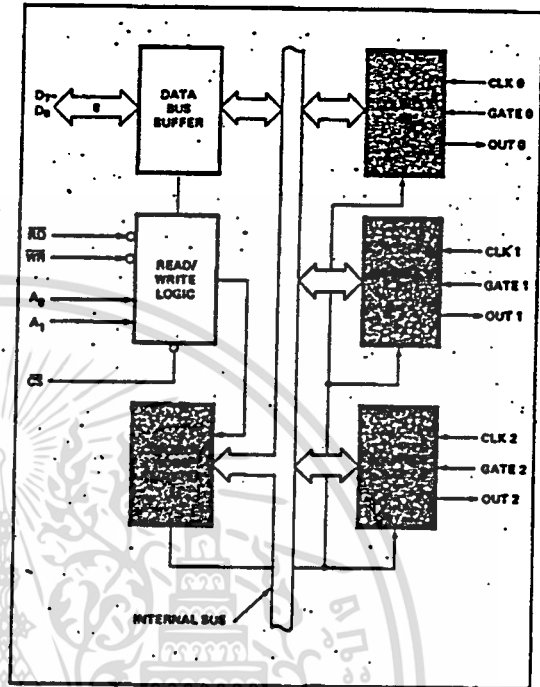 D7-
D0
8
DATA
BUS
BUFFER
CLK 0
GATE 0
OUT 0
RD
WR
READ/
WRITE
LOGIC
A0
A1
CS
CLK 1
GATE 1
OUT 1
CLK 2
GATE 2
OUT 2
INTERNAL BUS